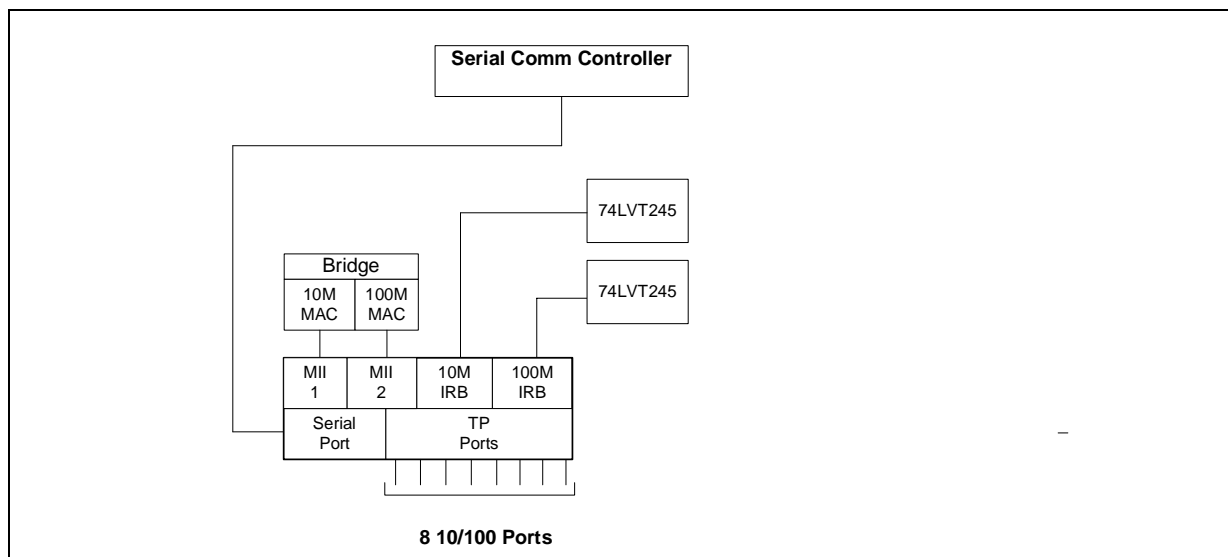 Serial Comm Controller
74LVT245
74LVT245
Bridge
10M
MAC
100M
MAC
MII
1
MII
2
10M
IRB
100M
IRB
Serial
Port
TP
Ports
8 10/100 Ports